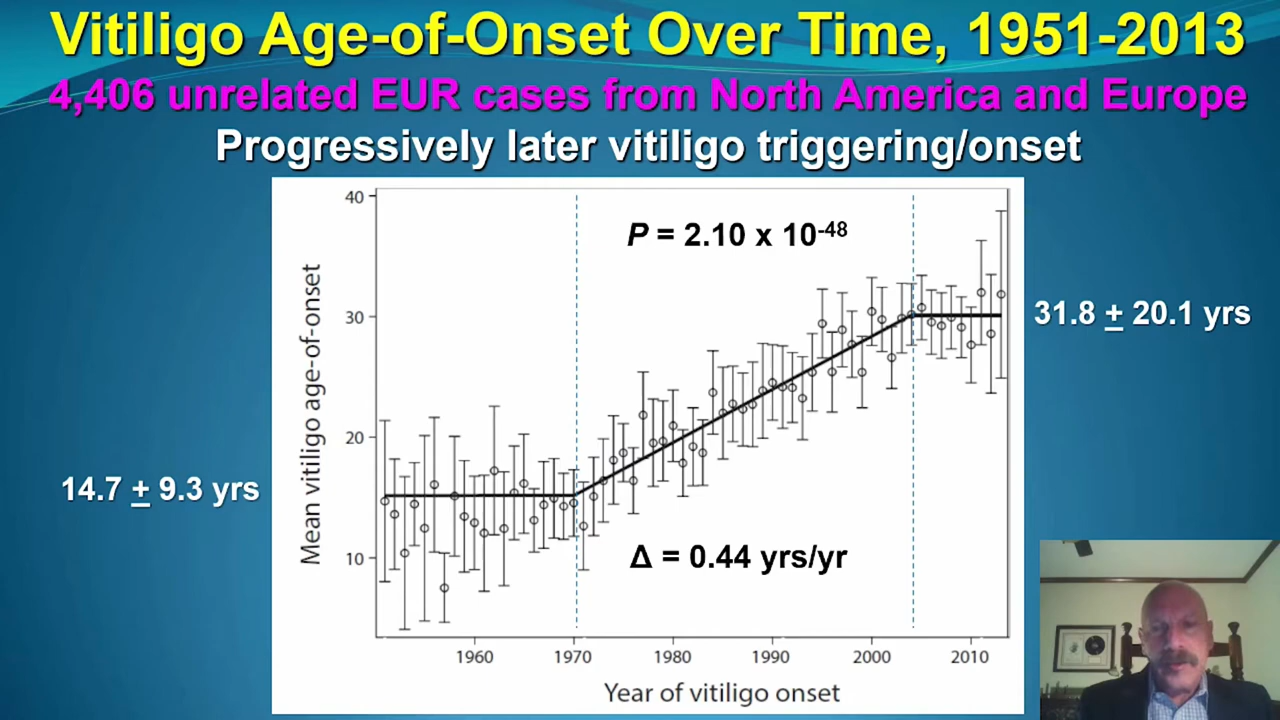 Vitiligo Age-of-Onset Over Time, 1951-2013
4,406 unrelated EUR cases from North America and Europe
Progressively later vitiligo triggering/onset
40
30
20
10
Mean vitiligo age-of-onset
P = 2.10 x 10-48
Δ = 0.44 yrs/yr
14.7 ± 9.3 yrs
31.8 ± 20.1 yrs
1960 1970 1980 1990 2000 2010
Year of vitiligo onset